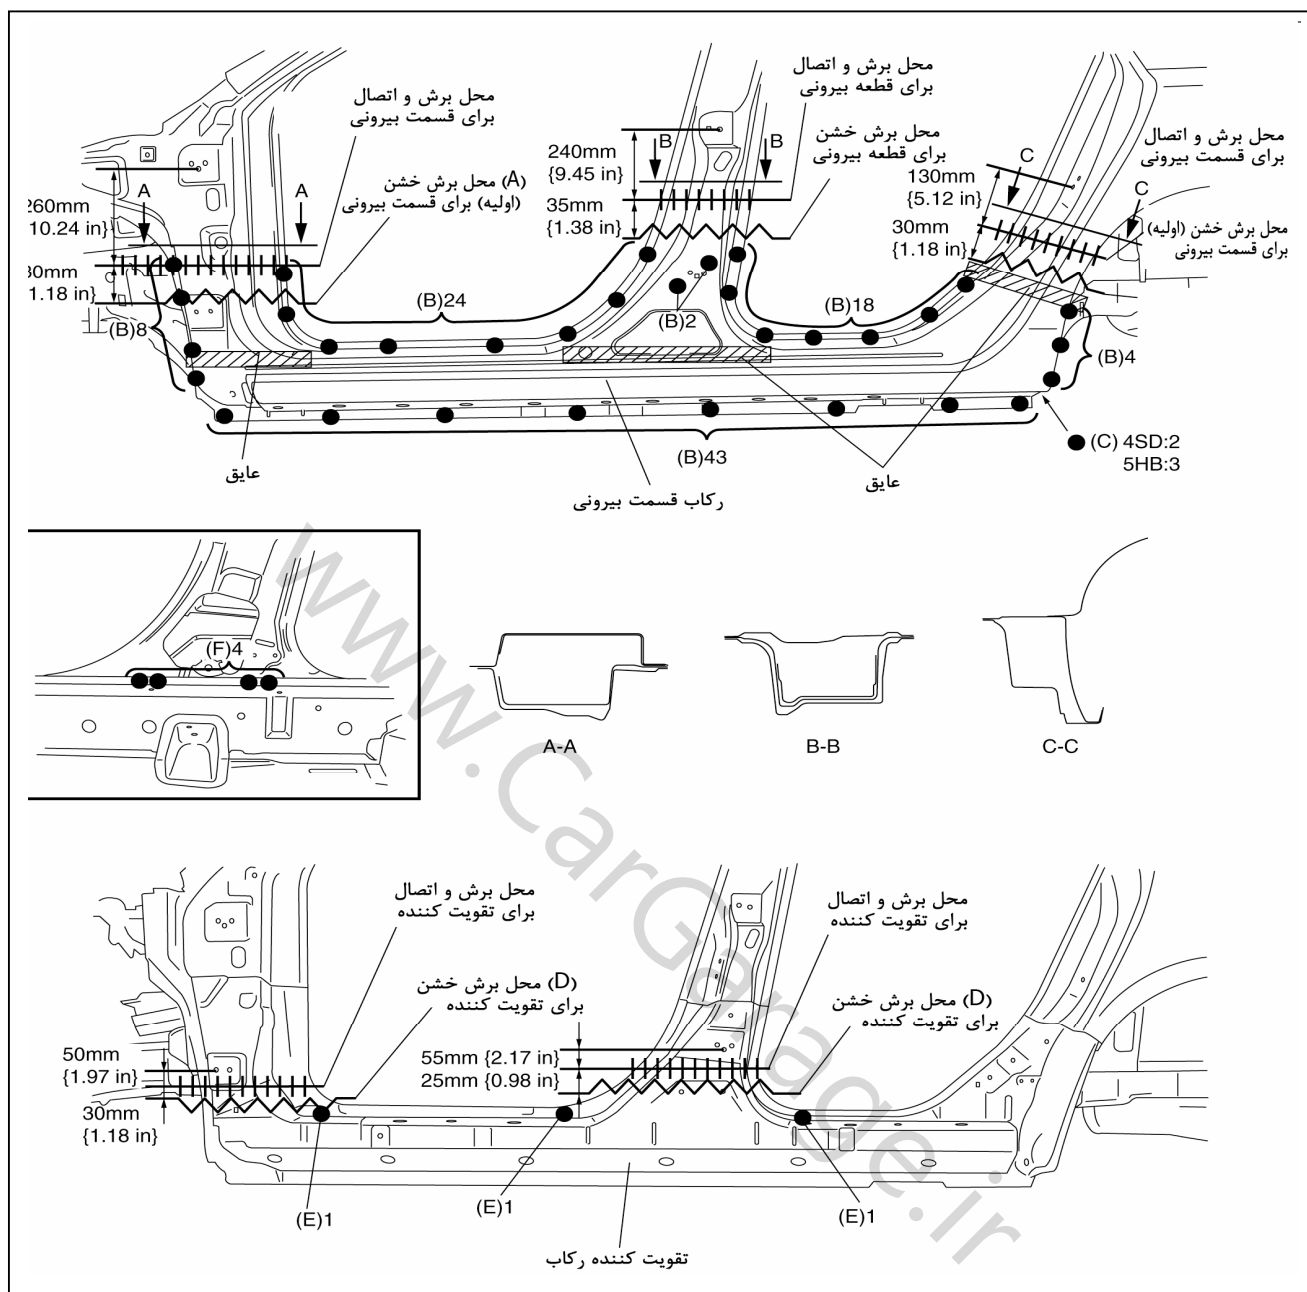 محل برش و اتصال
برای قسمت بیرونی
(A) محل برش خشن
(اولیه) برای قسمت بیرونی
محل برش و اتصال
برای قطعه بیرونی
محل برش خشن
برای قطعه بیرونی
محل برش و اتصال
برای قسمت بیرونی
محل برش خشن (اولیه)
برای قسمت بیرونی
260mm
10.24 in}
30mm
1.18 in}
A
A
240mm
{9.45 in}
35mm
{1.38 in}
B
B
130mm
{5.12 in}
30mm
{1.18 in}
C
C
(B)8
(B)24
(B)2
(B)18
(B)4
(B)43
(C) 4SD:2
5HB:3
عایق
عایق
رکاب قسمت بیرونی
(F)4
A-A
B-B
C-C
محل برش و اتصال
برای تقویت کننده
(D) محل برش خشن
برای تقویت کننده
محل برش و اتصال
برای تقویت کننده
(D) محل برش خشن
برای تقویت کننده
50mm
{1.97 in}
30mm
{1.18 in}
55mm {2.17 in}
25mm {0.98 in}
(E)1
(E)1
(E)1
تقویت کننده رکاب
www.CarGarage.ir